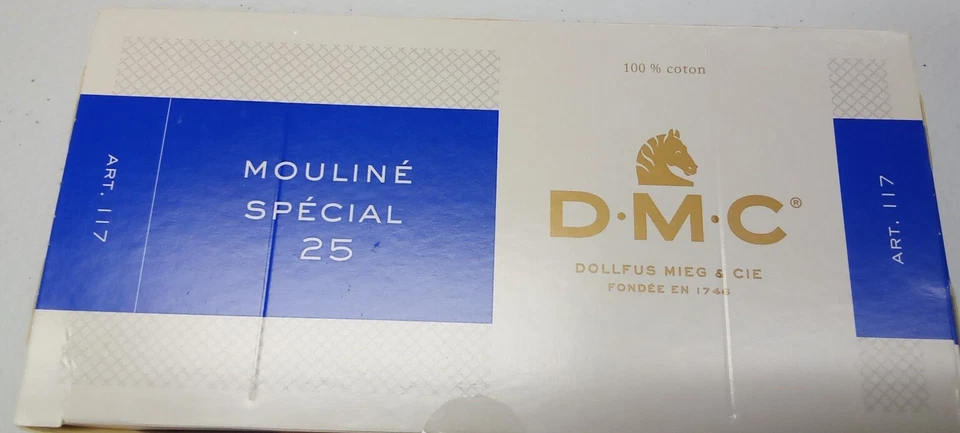 ART. 117
MOULINÉ
SPÉCIAL
25
100 % coton
D·M·C®
DOLLFUS MIEG & CIE
FONDÉE EN 1746
ART. 117